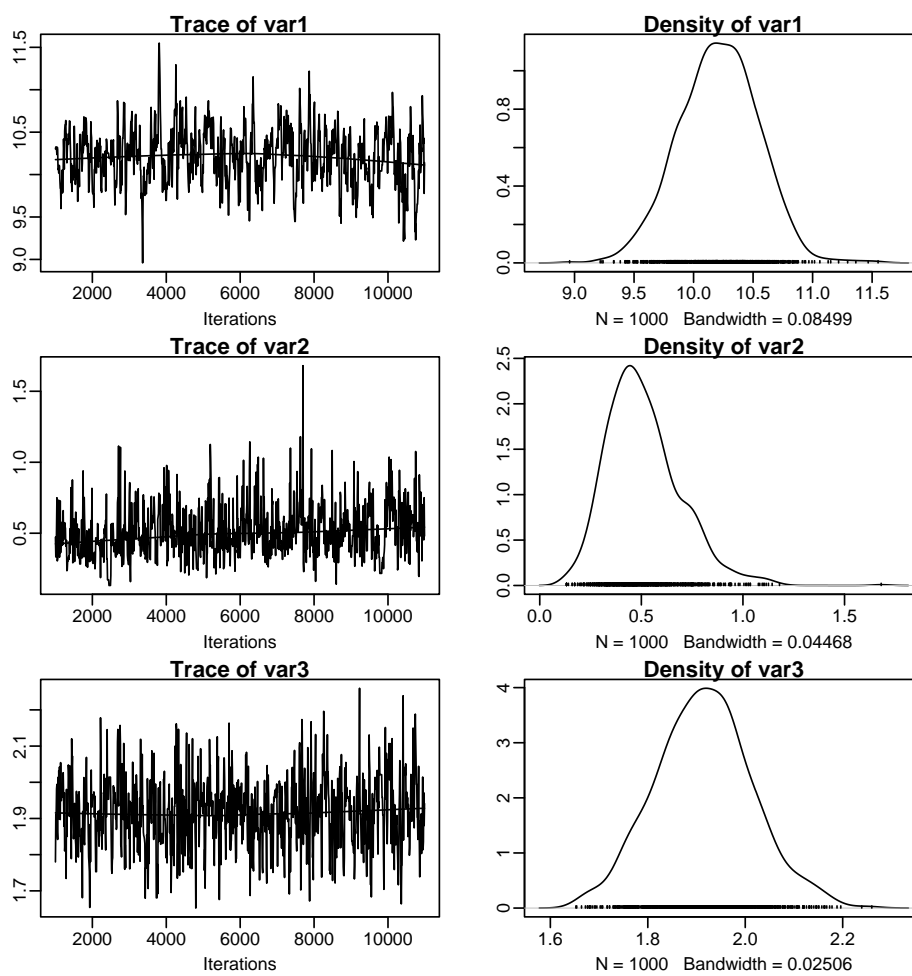 Trace of var1
11.5
10.5
9.5
9.0
2000 4000 6000 8000 10000
Iterations
Density of var1
0.8
0.4
0.0
9.0 9.5 10.0 10.5 11.0 11.5
N = 1000 Bandwidth = 0.08499
Trace of var2
1.5
1.0
0.5
2000 4000 6000 8000 10000
Iterations
Density of var2
2.5
2.0
1.5
1.0
0.5
0.0
0.0 0.5 1.0 1.5
N = 1000 Bandwidth = 0.04468
Trace of var3
2.1
1.9
1.7
2000 4000 6000 8000 10000
Iterations
Density of var3
4
3
2
1
0
1.6 1.8 2.0 2.2
N = 1000 Bandwidth = 0.02506